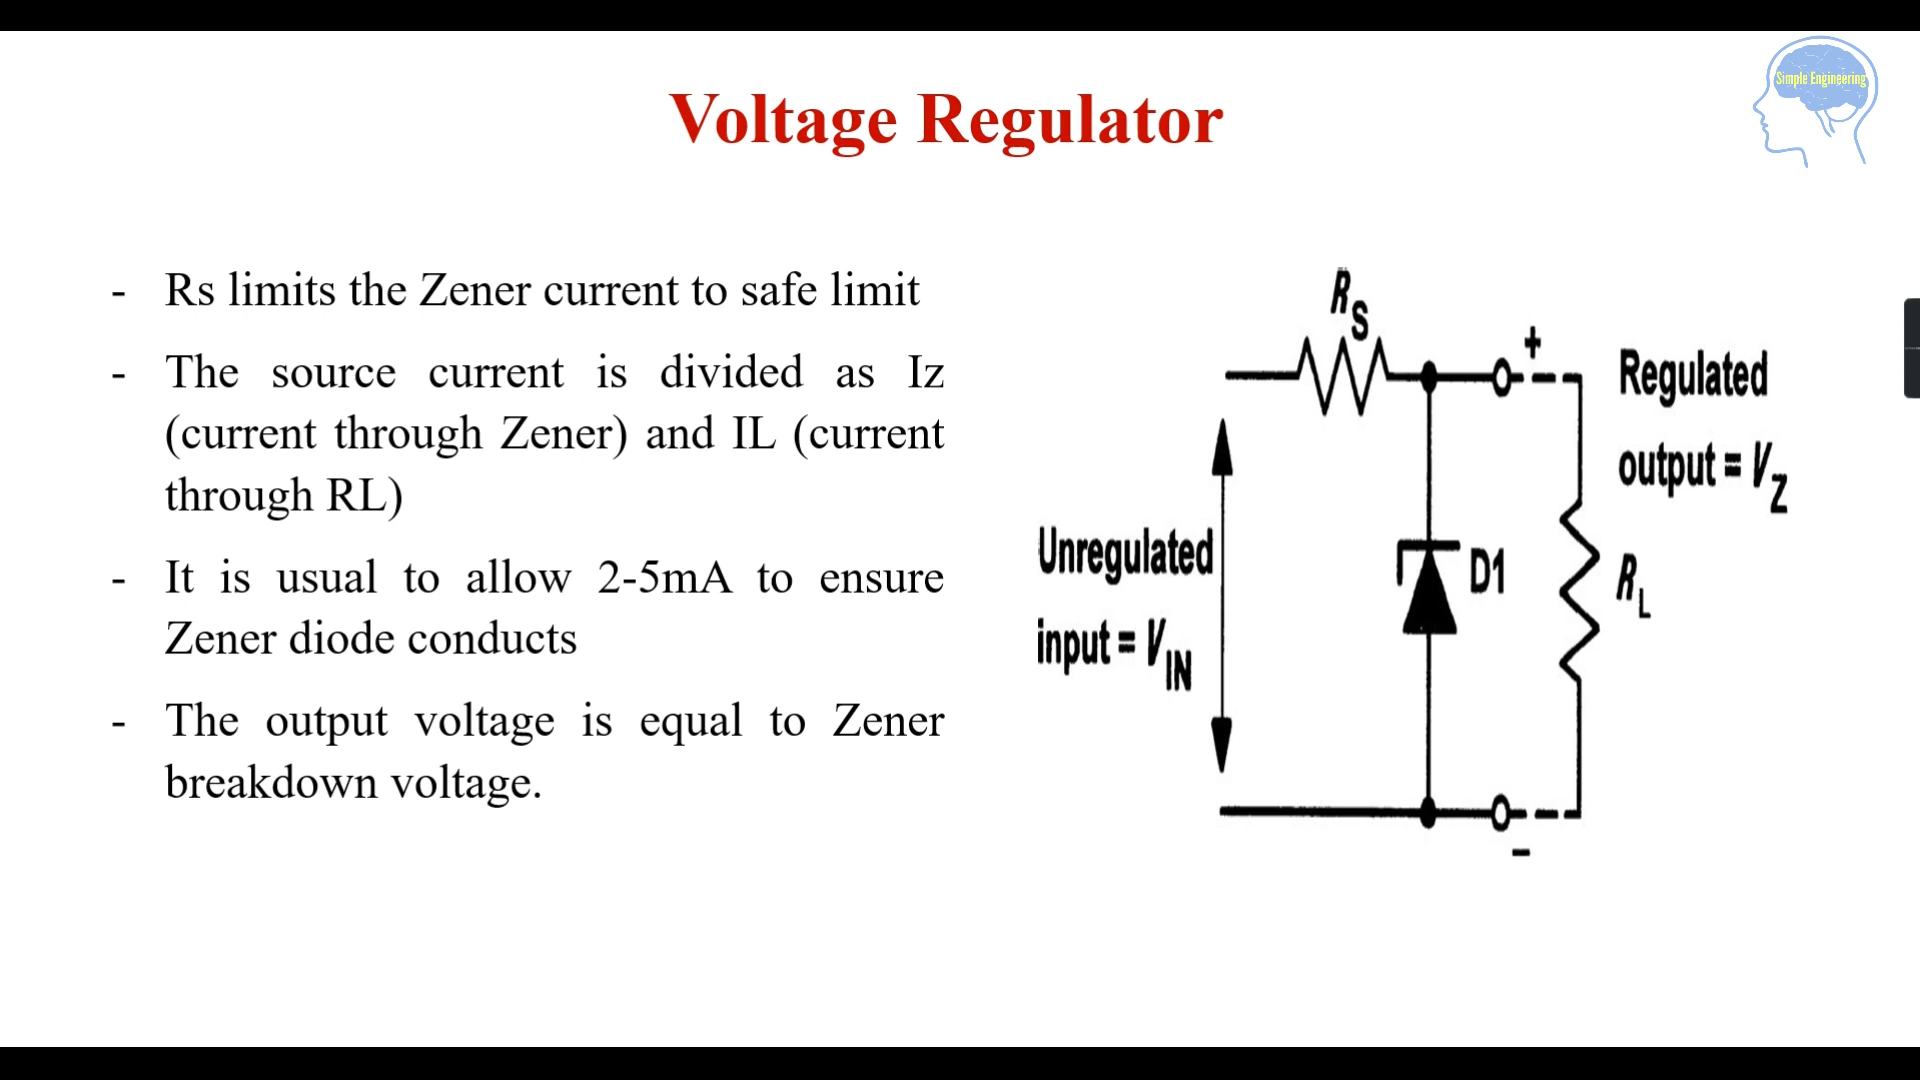 Simple Engineering
Voltage Regulator
- Rs limits the Zener current to safe limit
- The source current is divided as Iz
(current through Zener) and IL (current
through RL)
- It is usual to allow 2-5mA to ensure
Zener diode conducts
- The output voltage is equal to Zener
breakdown voltage.
RS
+
Regulated
output = VZ
Unregulated
input = VIN
D1
RL
–